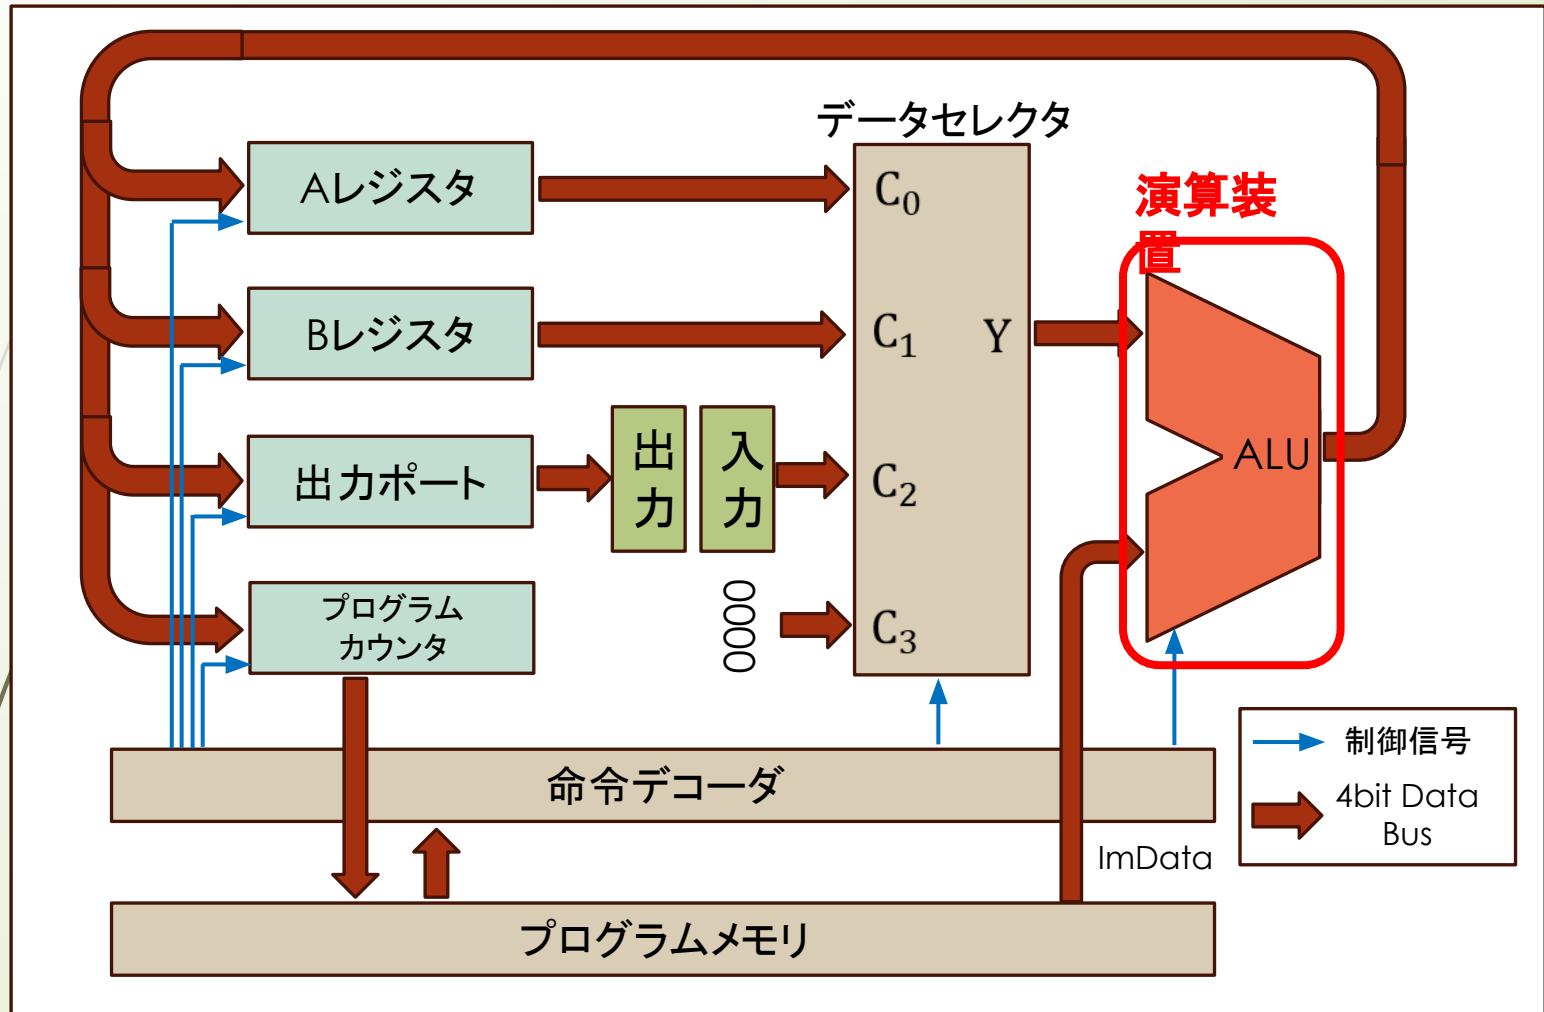 データセレクタ
演算装
置
Aレジスタ
C₀
Bレジスタ
C₁
Y
出力ポート
出
力
入
力
C₂
ALU
プログラム
カウンタ
0000
C₃
制御信号
4bit Data
Bus
命令デコーダ
ImData
プログラムメモリ